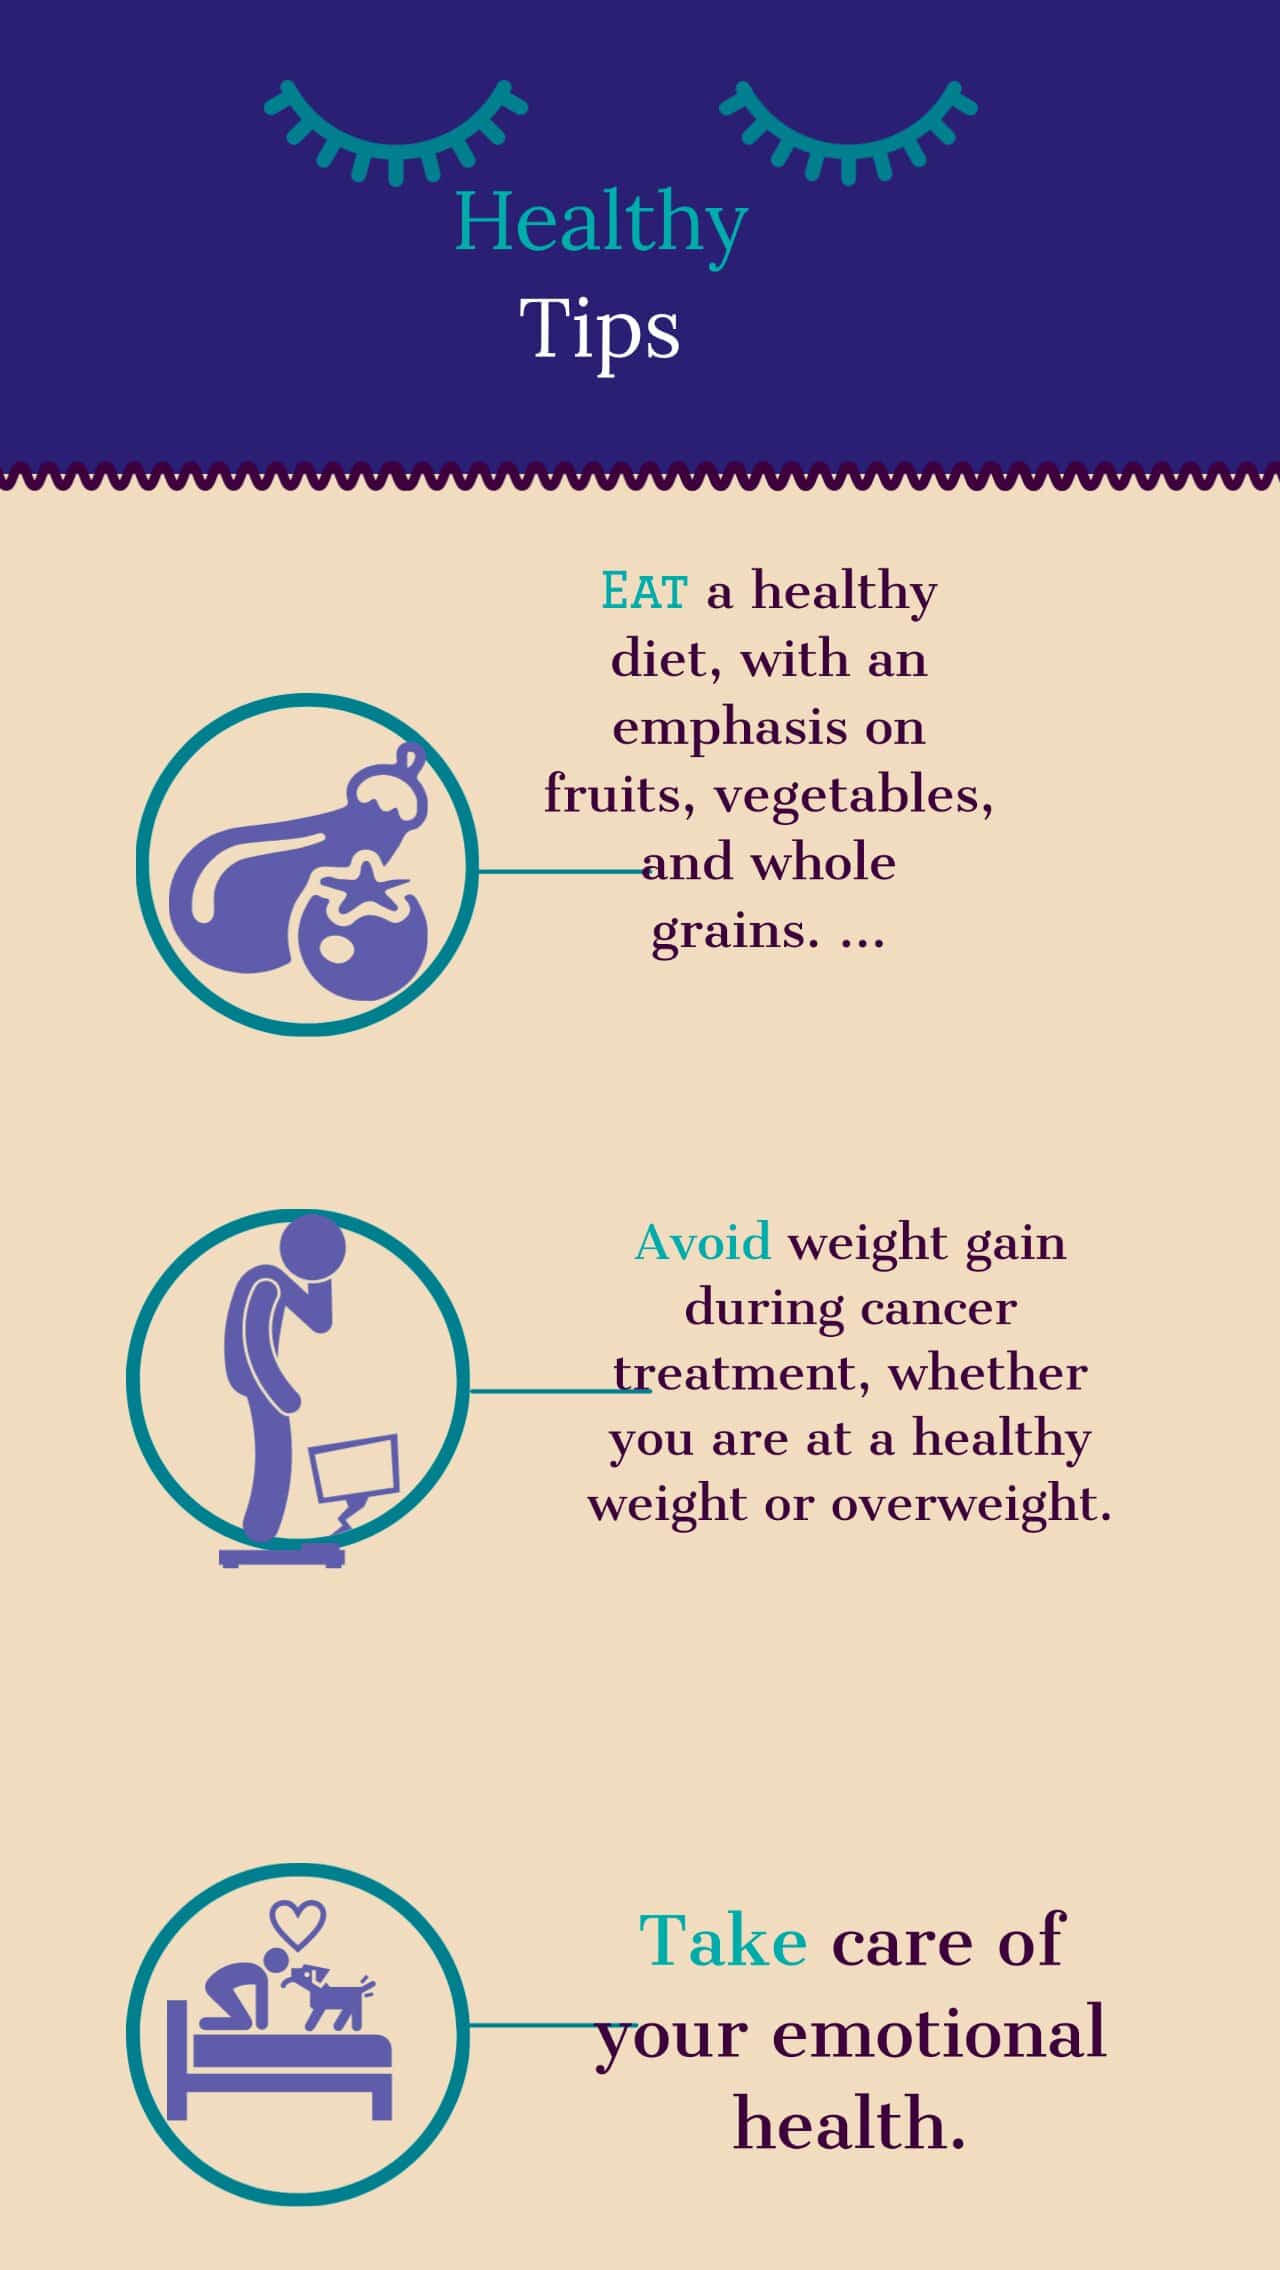 Healthy
Tips
EAT a healthy
diet, with an
emphasis on
fruits, vegetables,
and whole
grains. ...
Avoid weight gain
during cancer
treatment, whether
you are at a healthy
weight or overweight.
Take care of
your emotional
health.